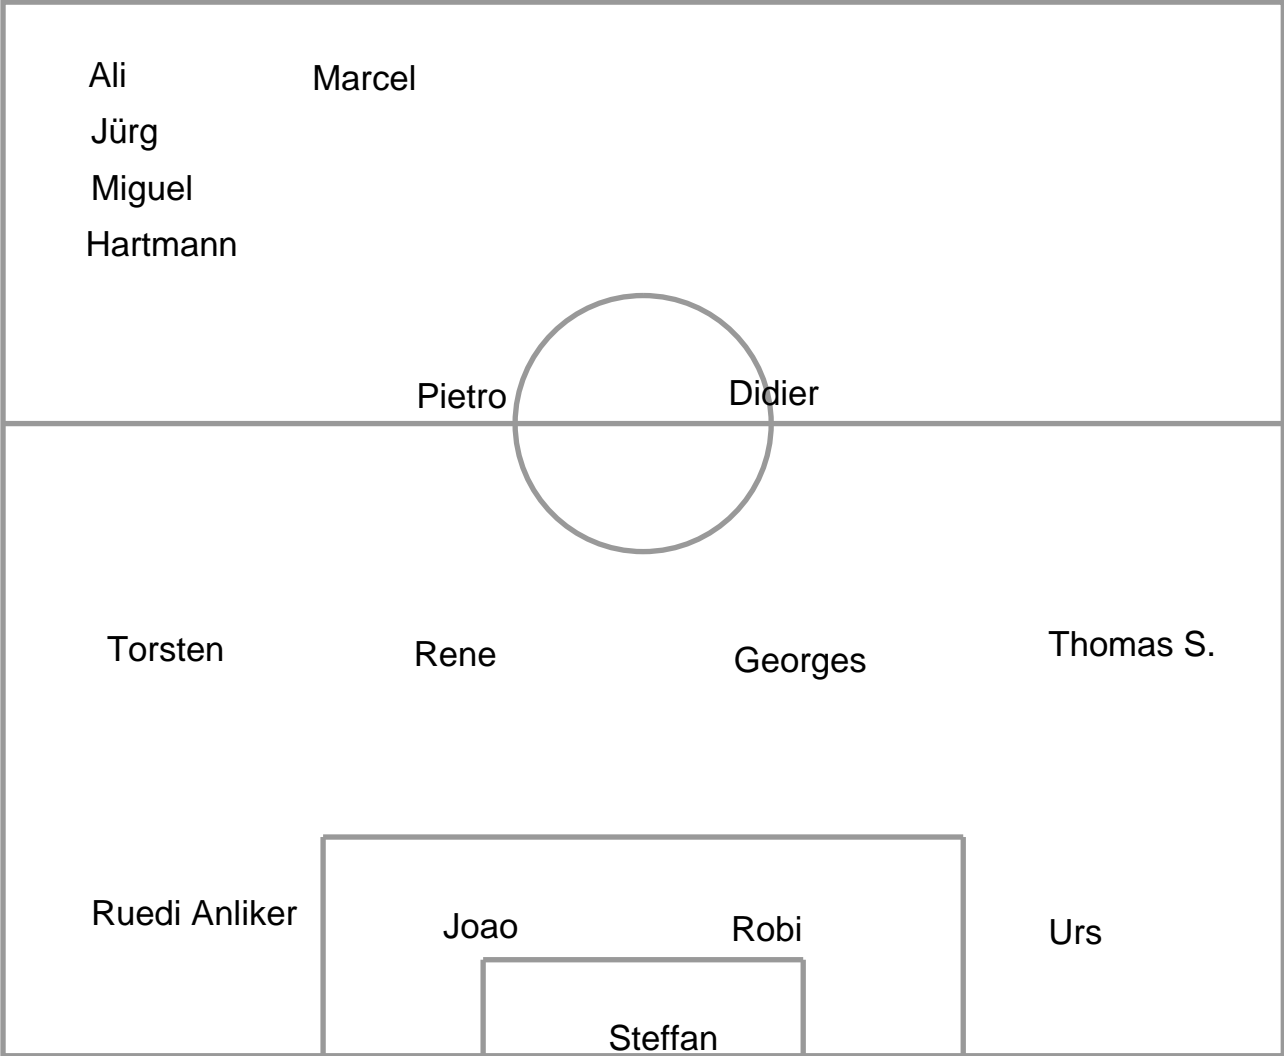 Ali Marcel
Jürg
Miguel
Hartmann
Pietro Didier
Torsten Rene Georges Thomas S.
Ruedi Anliker Joao Robi Urs
Steffan